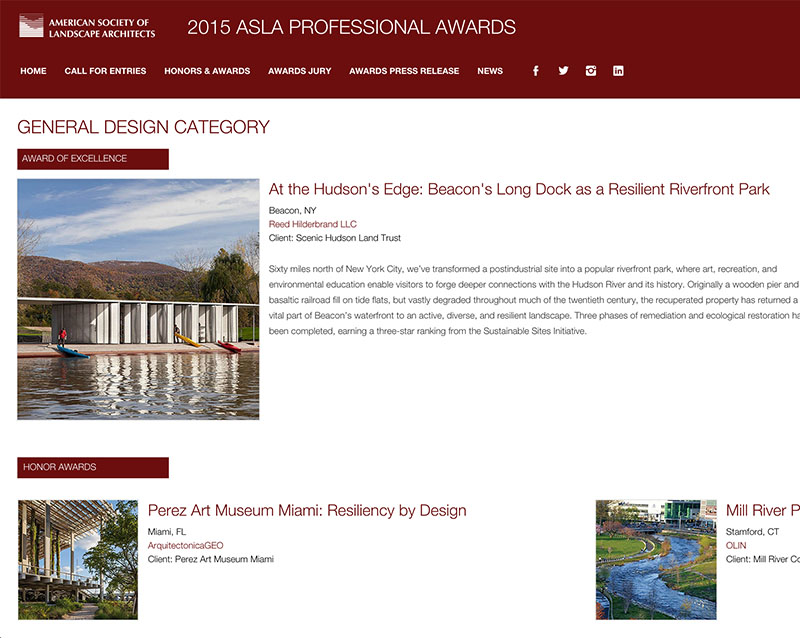 AMERICAN SOCIETY OF
LANDSCAPE ARCHITECTS
2015 ASLA PROFESSIONAL AWARDS
HOME CALL FOR ENTRIES HONORS & AWARDS AWARDS JURY AWARDS PRESS RELEASE NEWS
GENERAL DESIGN CATEGORY
AWARD OF EXCELLENCE
At the Hudson's Edge: Beacon's Long Dock as a Resilient Riverfront Park
Beacon, NY
Reed Hilderbrand LLC
Client: Scenic Hudson Land Trust
Sixty miles north of New York City, we've transformed a postindustrial site into a popular riverfront park, where art, recreation, and
environmental education enable visitors to forge deeper connections with the Hudson River and its history. Originally a wooden pier and
basaltic railroad fill on tide flats, but vastly degraded throughout much of the twentieth century, the recuperated property has returned a
vital part of Beacon's waterfront to an active, diverse, and resilient landscape. Three phases of remediation and ecological restoration ha
been completed, earning a three-star ranking from the Sustainable Sites Initiative.
HONOR AWARDS
Perez Art Museum Miami: Resiliency by Design
Miami, FL
ArquitectonicaGEO
Client: Perez Art Museum Miami
Mill River P
Stamford, CT
OLIN
Client: Mill River Co